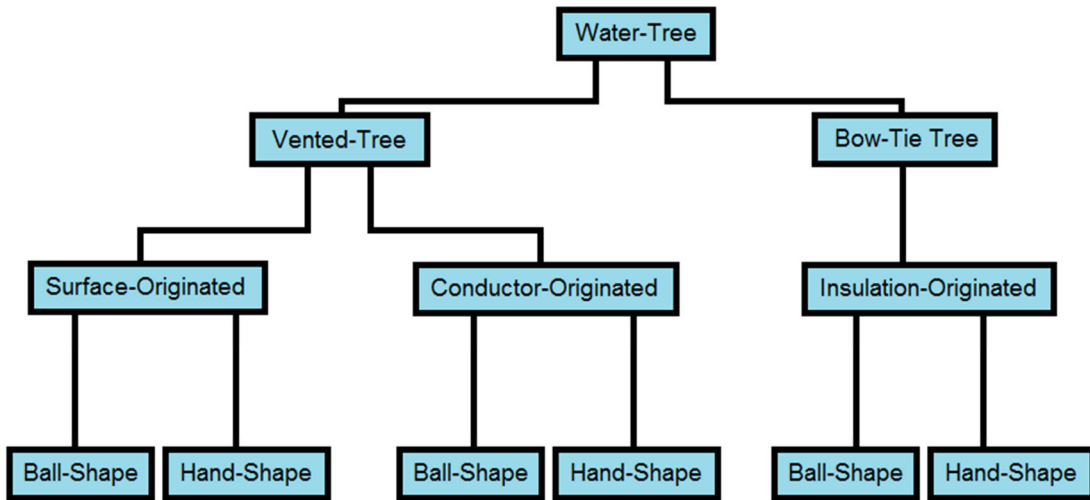 Water-Tree
Vented-Tree
Bow-Tie Tree
Surface-Originated
Conductor-Originated
Insulation-Originated
Ball-Shape
Hand-Shape
Ball-Shape
Hand-Shape
Ball-Shape
Hand-Shape